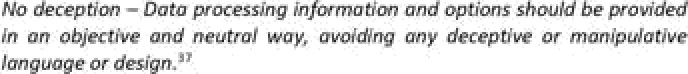 No deception – Data processing information and options should be provided
in an objective and neutral way, avoiding any deceptive or manipulative
language or design.³⁷